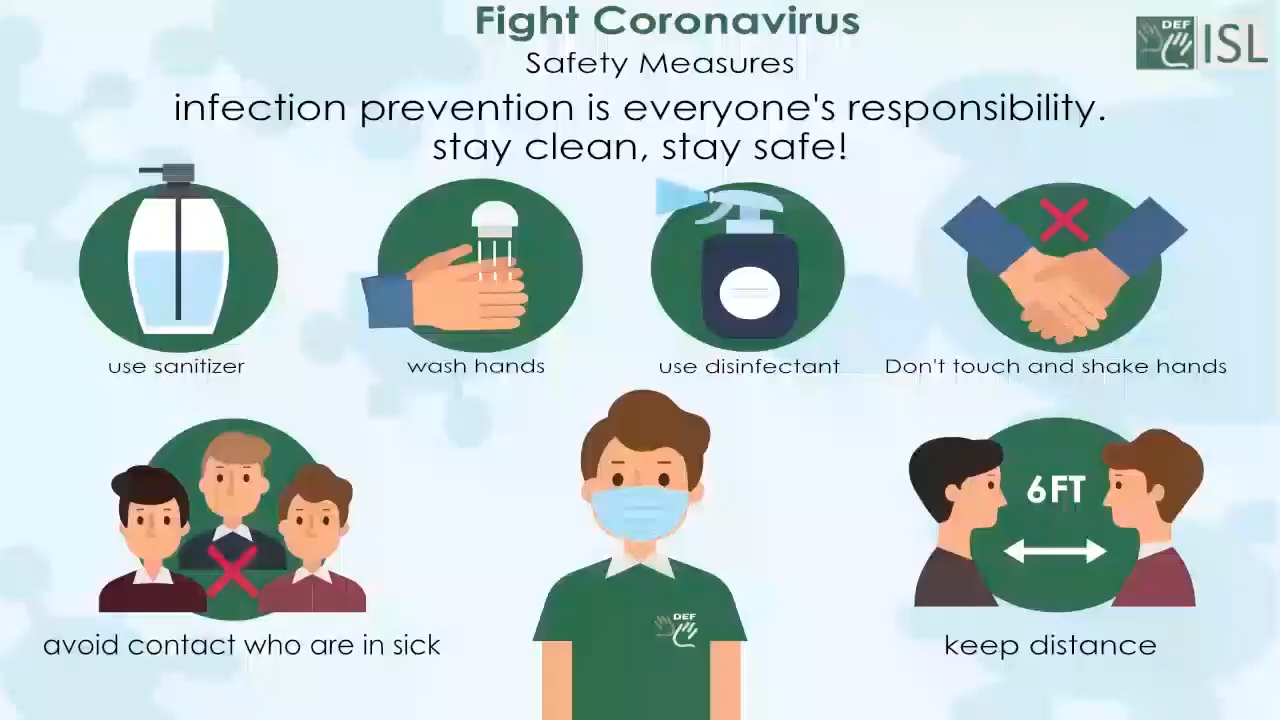 Fight Coronavirus
DEF
ISL
Safety Measures
infection prevention is everyone's responsibility.
stay clean, stay safe!
use sanitizer
wash hands
use disinfectant
Don't touch and shake hands
6FT
DEF
avoid contact who are in sick
keep distance